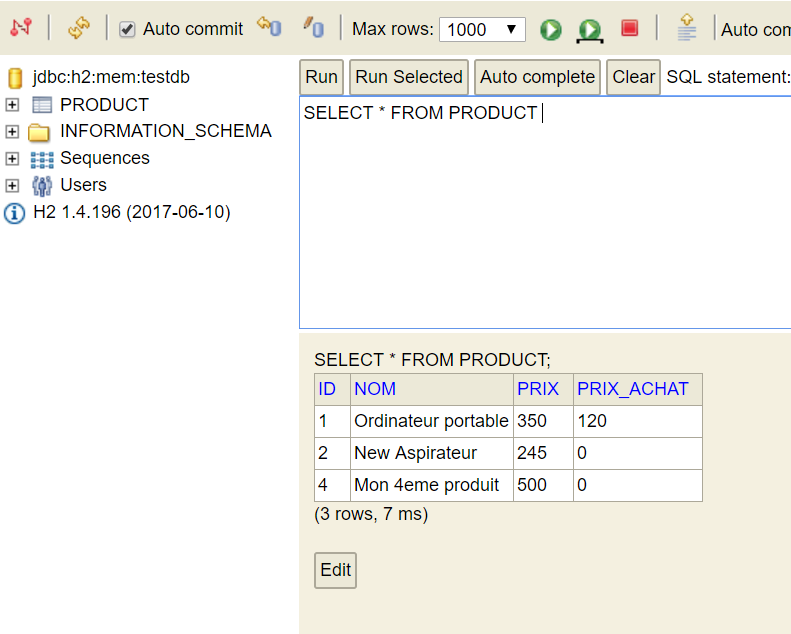 Auto commit Max rows: 1000 Auto com
jdbc:h2:mem:testdb
PRODUCT
INFORMATION_SCHEMA
Sequences
Users
H2 1.4.196 (2017-06-10)
Run Run Selected Auto complete Clear SQL statement:
SELECT * FROM PRODUCT
SELECT * FROM PRODUCT;
ID NOM PRIX PRIX_ACHAT
1 Ordinateur portable 350 120
2 New Aspirateur 245 0
4 Mon 4eme produit 500 0
(3 rows, 7 ms)
Edit